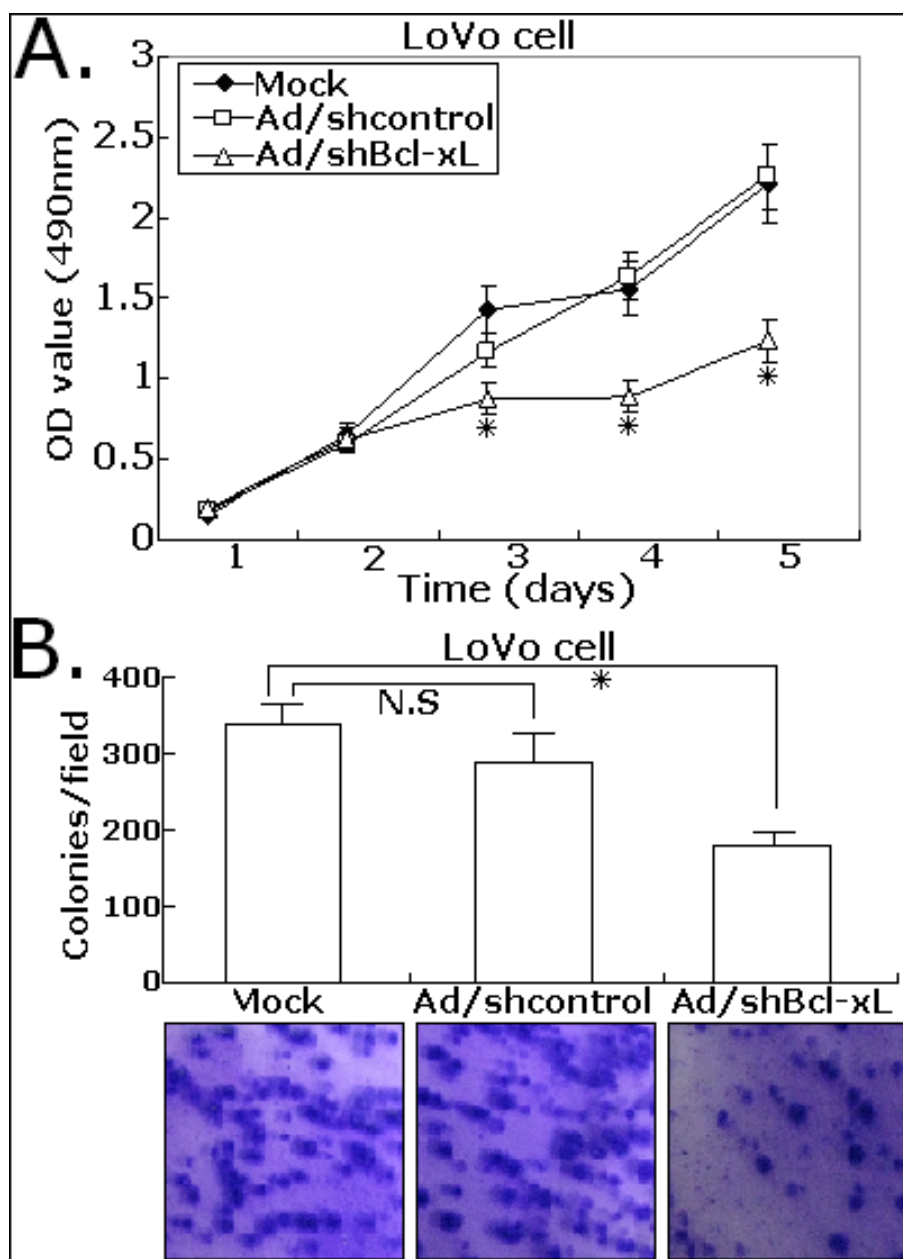 A.
LoVo cell
Mock
Ad/shcontrol
Ad/shBcl-xL
OD value (490nm)
3
2.5
2
1.5
1
0.5
0
* * *
1 2 3 4 5
Time (days)
B.
LoVo cell
N.S *
Colonies/field
400
300
200
100
0
Mock Ad/shcontrol Ad/shBcl-xL